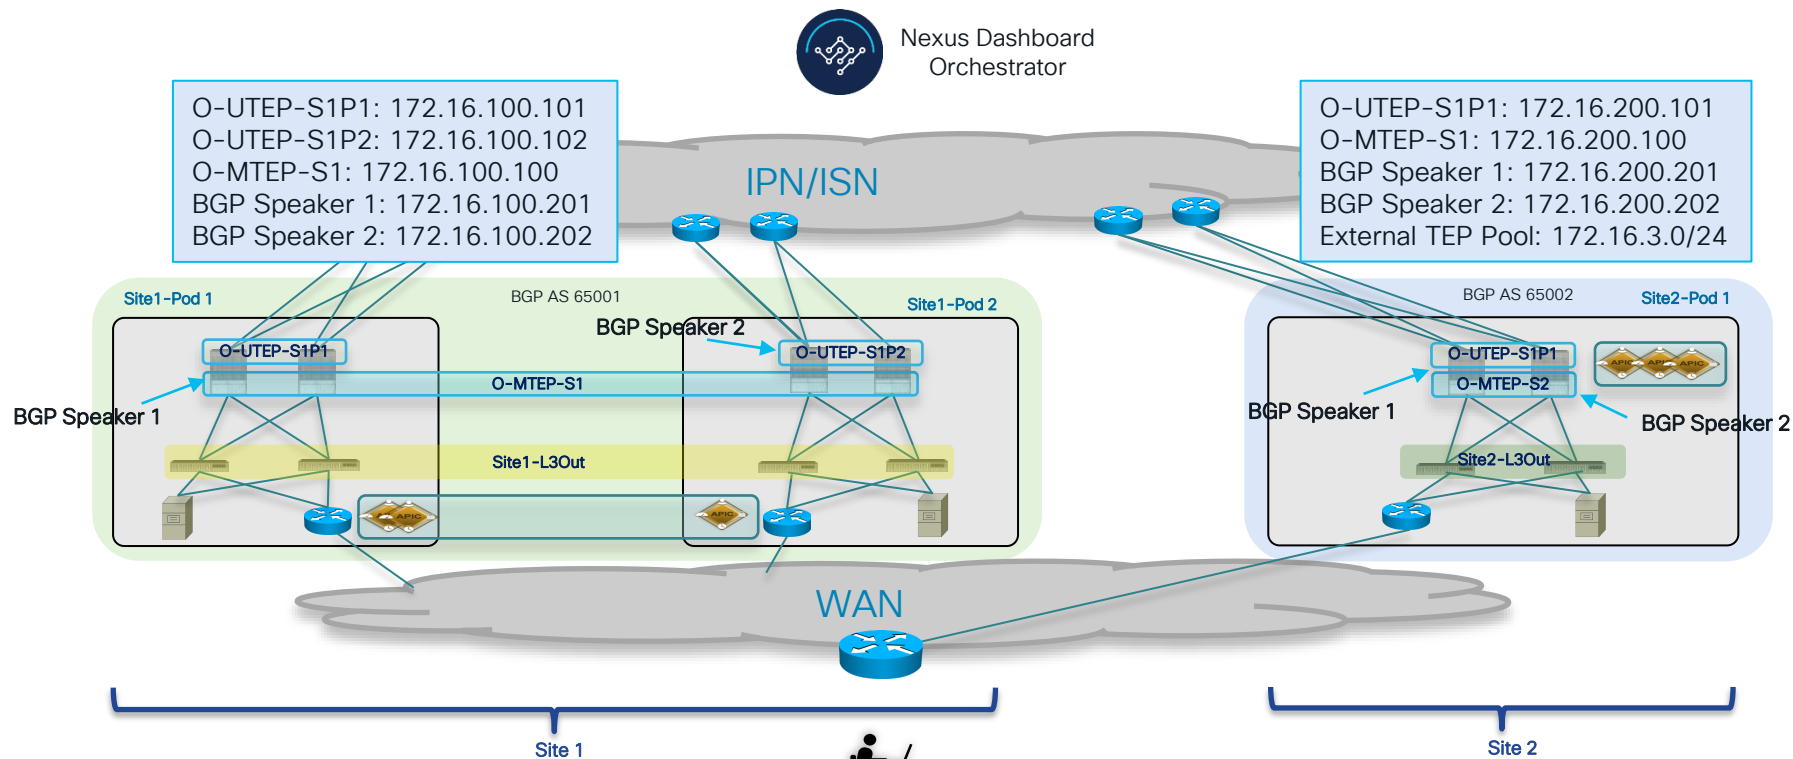 Nexus Dashboard
Orchestrator
O-UTEP-S1P1: 172.16.100.101
O-UTEP-S1P2: 172.16.100.102
O-MTEP-S1: 172.16.100.100
BGP Speaker 1: 172.16.100.201
BGP Speaker 2: 172.16.100.202
O-UTEP-S1P1: 172.16.200.101
O-MTEP-S1: 172.16.200.100
BGP Speaker 1: 172.16.200.201
BGP Speaker 2: 172.16.200.202
External TEP Pool: 172.16.3.0/24
IPN/ISN
Site1-Pod 1
BGP AS 65001
Site1-Pod 2
BGP AS 65002
Site2-Pod 1
BGP Speaker 2
O-UTEP-S1P1
O-UTEP-S1P2
O-UTEP-S1P1
O-MTEP-S1
O-MTEP-S2
APIC
APIC
APIC
BGP Speaker 1
BGP Speaker 1
BGP Speaker 2
Site1-L3Out
Site2-L3Out
APIC
APIC
WAN
Site 1
Site 2